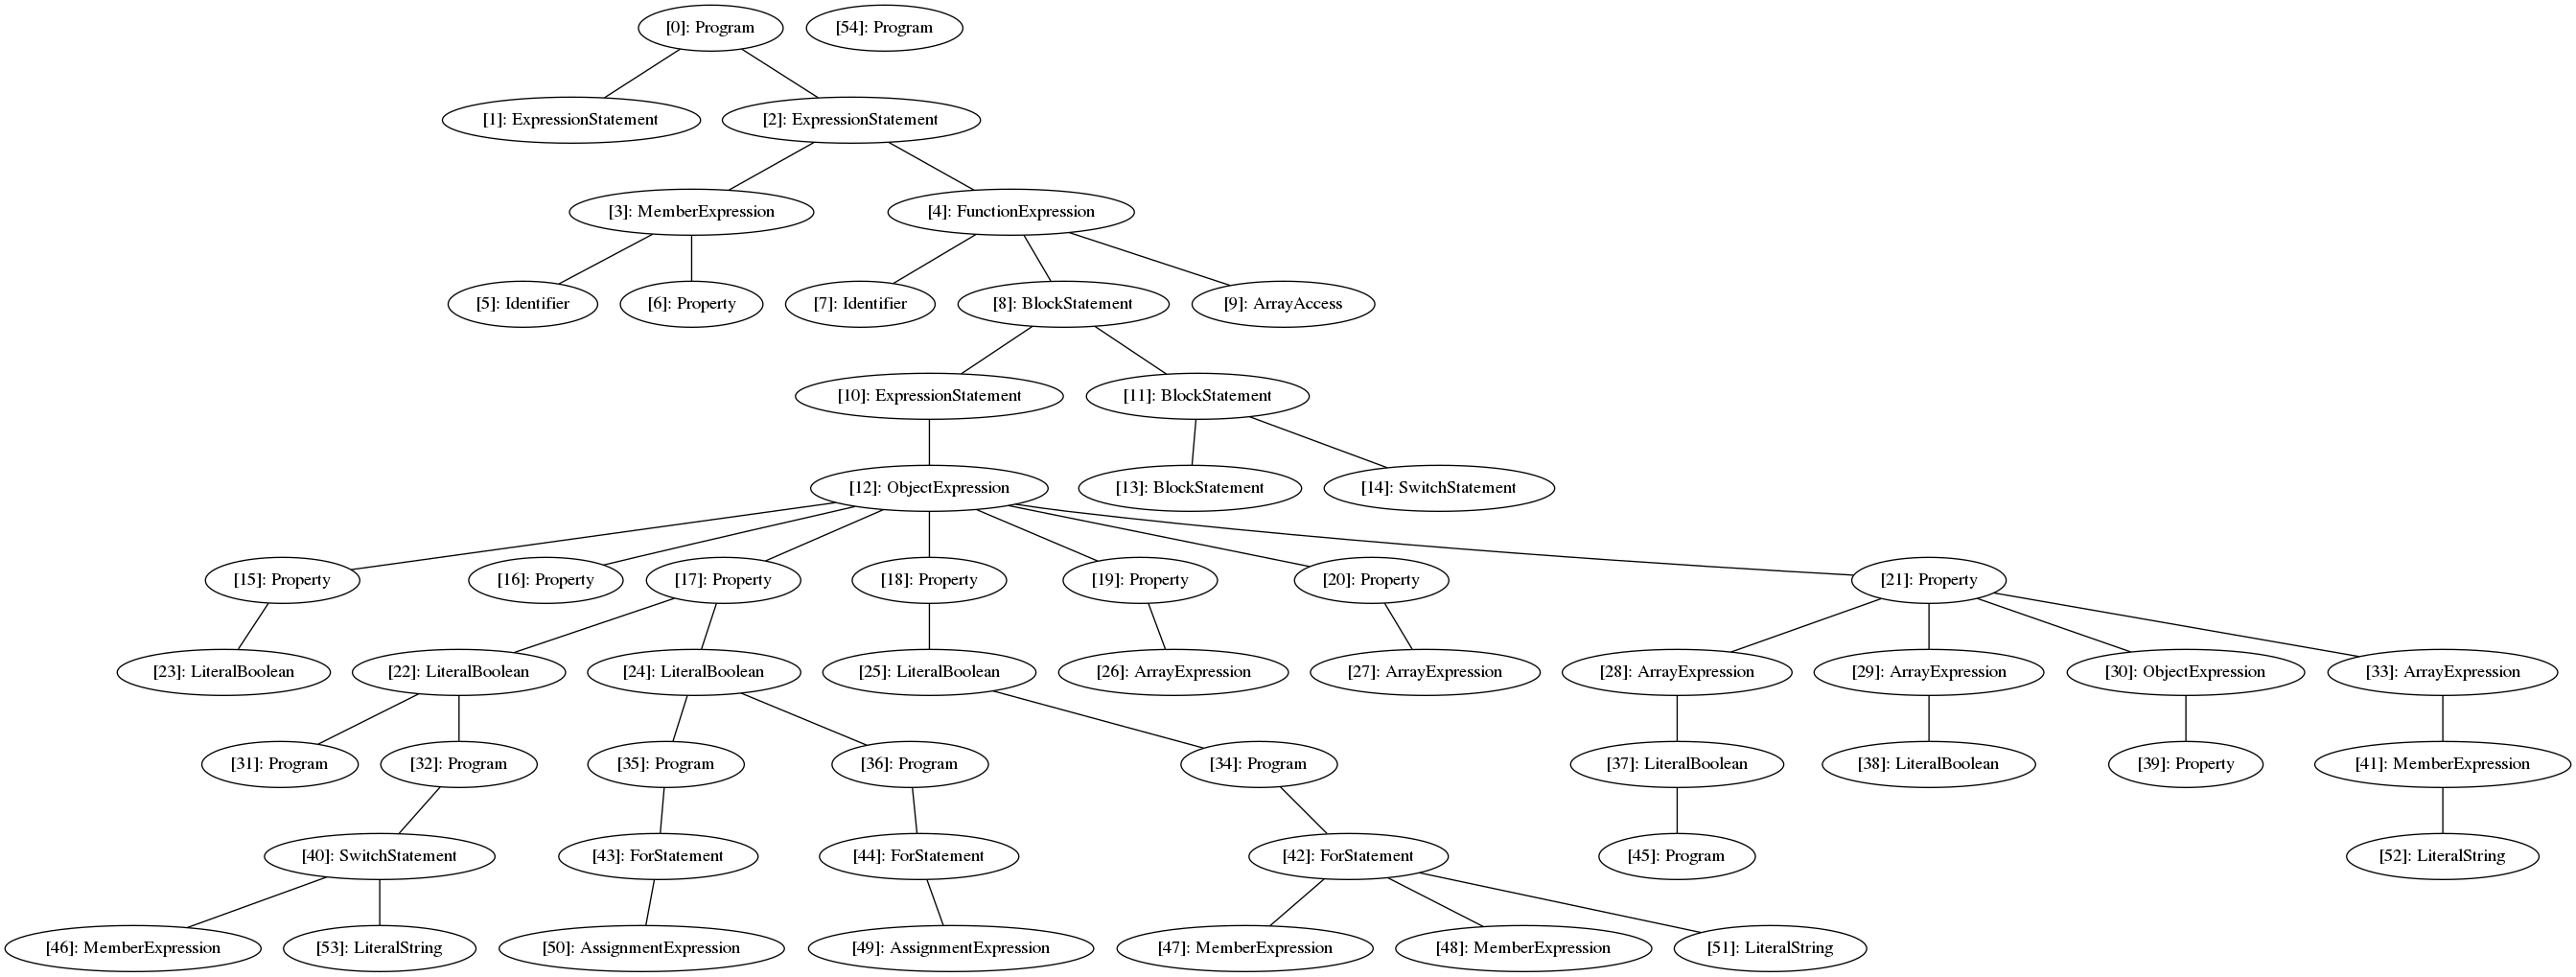 [0]: Program
[54]: Program
[1]: ExpressionStatement
[2]: ExpressionStatement
[3]: MemberExpression
[4]: FunctionExpression
[5]: Identifier
[6]: Property
[7]: Identifier
[8]: BlockStatement
[9]: ArrayAccess
[10]: ExpressionStatement
[11]: BlockStatement
[12]: ObjectExpression
[13]: BlockStatement
[14]: SwitchStatement
[15]: Property
[16]: Property
[17]: Property
[18]: Property
[19]: Property
[20]: Property
[21]: Property
[23]: LiteralBoolean
[22]: LiteralBoolean
[24]: LiteralBoolean
[25]: LiteralBoolean
[26]: ArrayExpression
[27]: ArrayExpression
[28]: ArrayExpression
[29]: ArrayExpression
[30]: ObjectExpression
[33]: ArrayExpression
[31]: Program
[32]: Program
[35]: Program
[36]: Program
[34]: Program
[37]: LiteralBoolean
[38]: LiteralBoolean
[39]: Property
[41]: MemberExpression
[40]: SwitchStatement
[43]: ForStatement
[44]: ForStatement
[42]: ForStatement
[45]: Program
[52]: LiteralString
[46]: MemberExpression
[53]: LiteralString
[50]: AssignmentExpression
[49]: AssignmentExpression
[47]: MemberExpression
[48]: MemberExpression
[51]: LiteralString